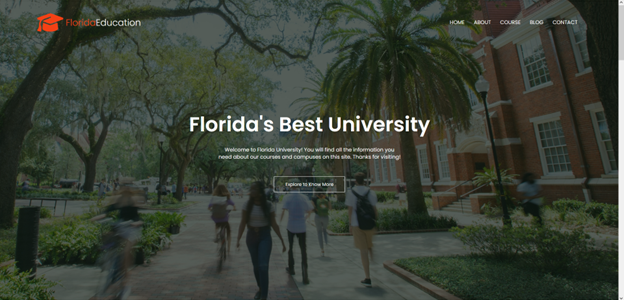 FloridaEducation
HOME ABOUT COURSE BLOG CONTACT
Florida's Best University
Welcome to Florida University! You will find all the information you
need about our courses and campuses on this site. Thanks for visiting!
Explore to Know More